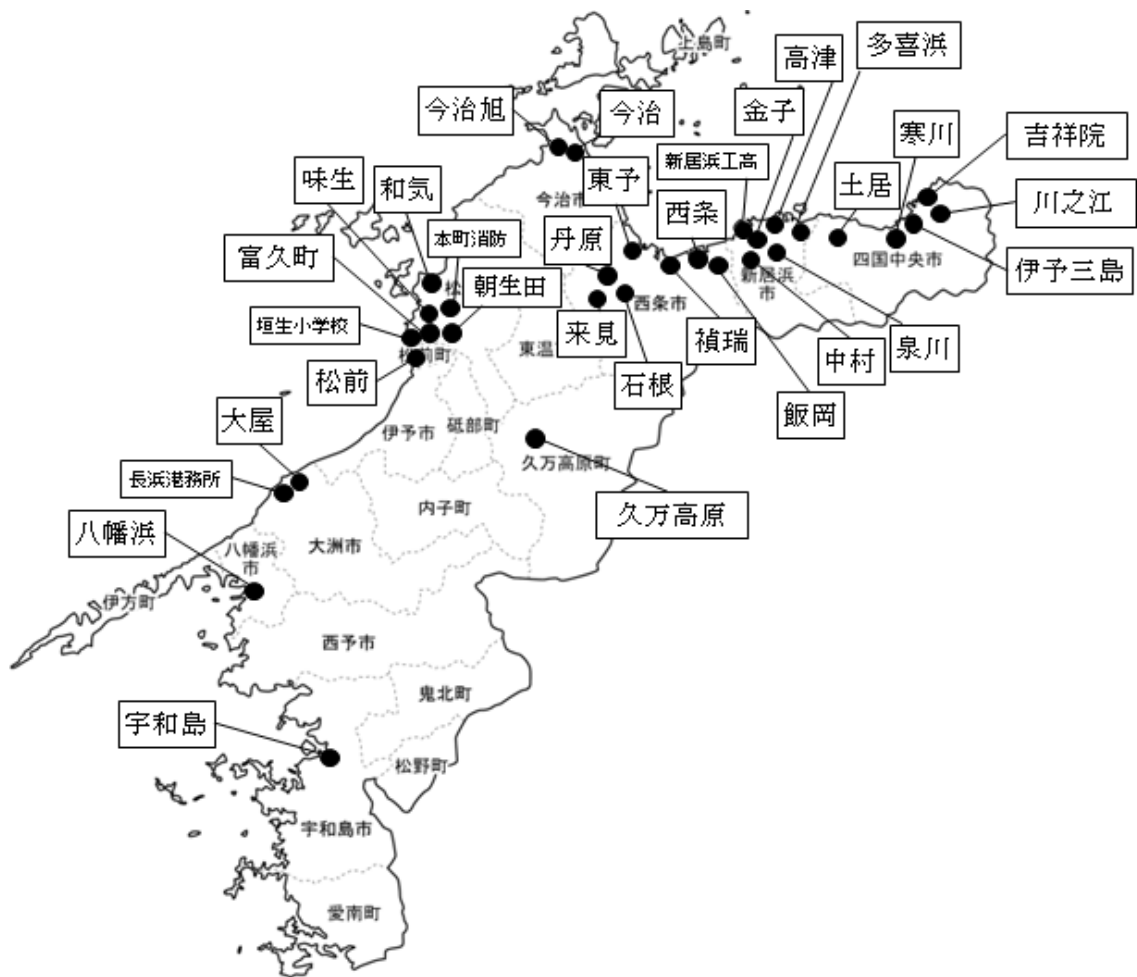 上島町
高津
多喜浜
今治旭
今治
金子
寒川
吉祥院
味生
和気
東予
新居浜工高
西条
土居
川之江
今治市
富久町
本町消防
丹原
四国中央市
伊予三島
朝生田
新居浜
市
西条市
垣生小学校
来見
禎瑞
泉川
東温
中村
松前町
松前
石根
飯岡
大屋
伊予市
砥部町
久万高原町
長浜港務所
内子町
久万高原
八幡浜
八幡浜
市
大洲市
伊方町
西予市
鬼北町
宇和島
松野町
宇和島市
愛南町